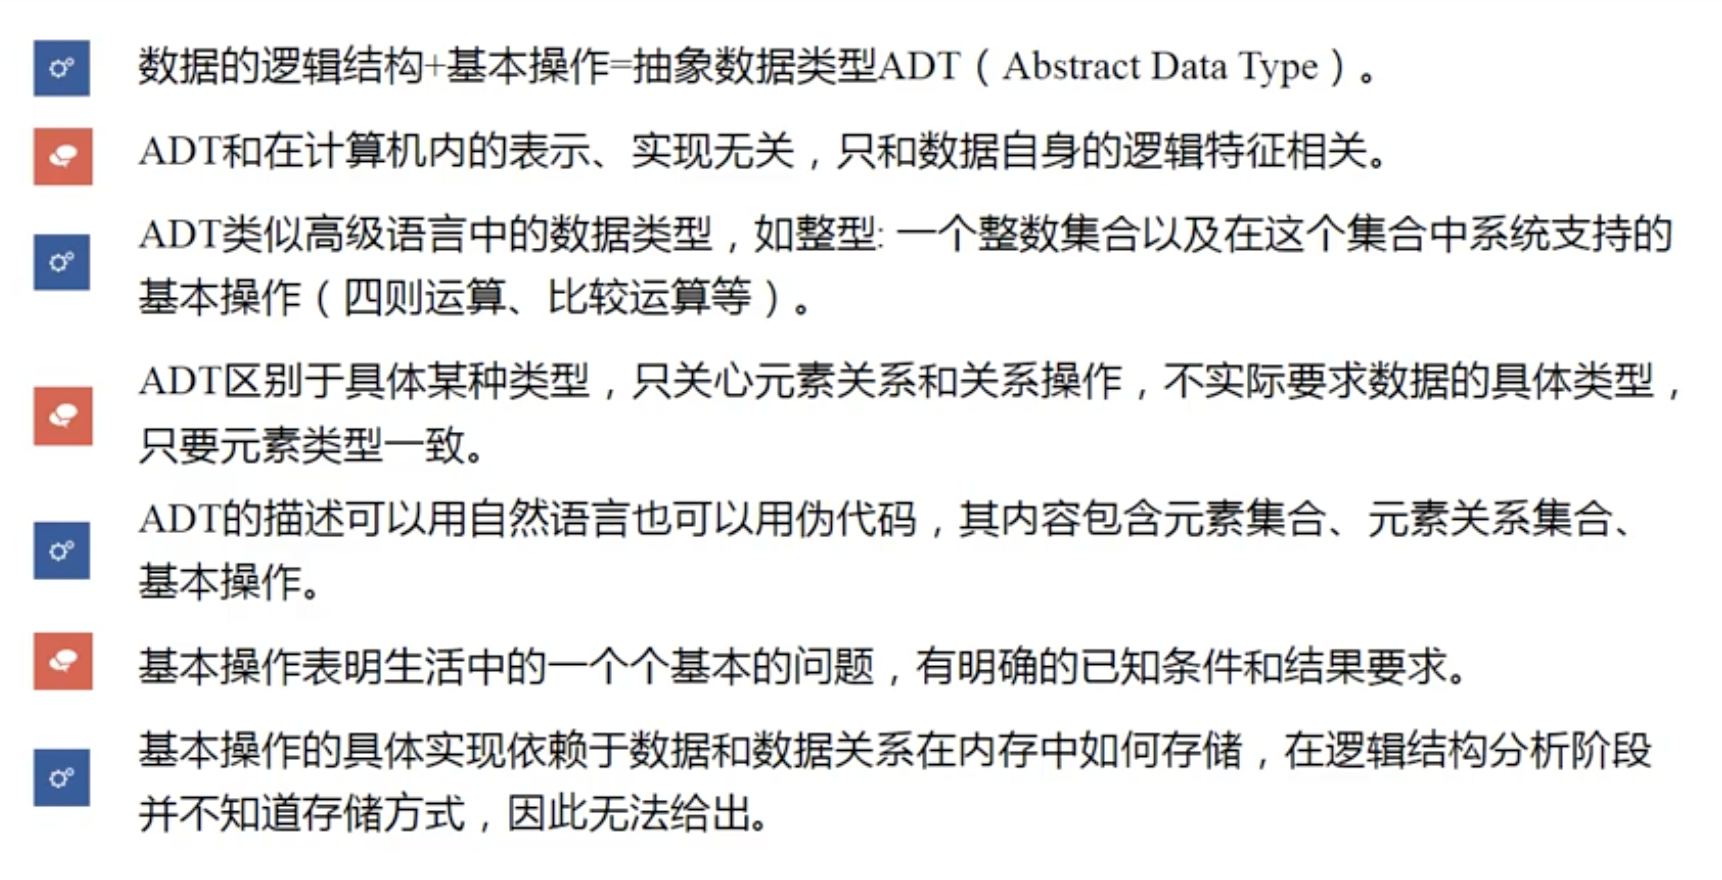 数据的逻辑结构+基本操作=抽象数据类型ADT（Abstract Data Type）。
ADT和在计算机内的表示、实现无关，只和数据自身的逻辑特征相关。
ADT类似高级语言中的数据类型，如整型: 一个整数集合以及在这个集合中系统支持的
基本操作（四则运算、比较运算等）。
ADT区别于具体某种类型，只关心元素关系和关系操作，不实际要求数据的具体类型，
只要元素类型一致。
ADT的描述可以用自然语言也可以用伪代码，其内容包含元素集合、元素关系集合、
基本操作。
基本操作表明生活中的一个个基本的问题，有明确的已知条件和结果要求。
基本操作的具体实现依赖于数据和数据关系在内存中如何存储，在逻辑结构分析阶段
并不知道存储方式，因此无法给出。